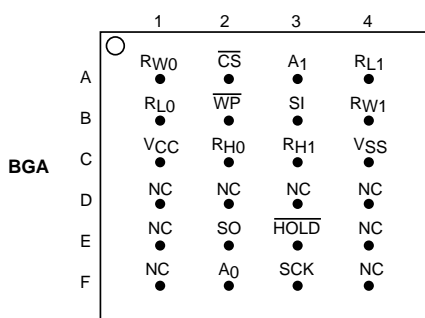 1 2 3 4
A RW0 CS A1 RL1
B RL0 WP SI RW1
BGA C VCC RH0 RH1 VSS
D NC NC NC NC
E NC SO HOLD NC
F NC A0 SCK NC